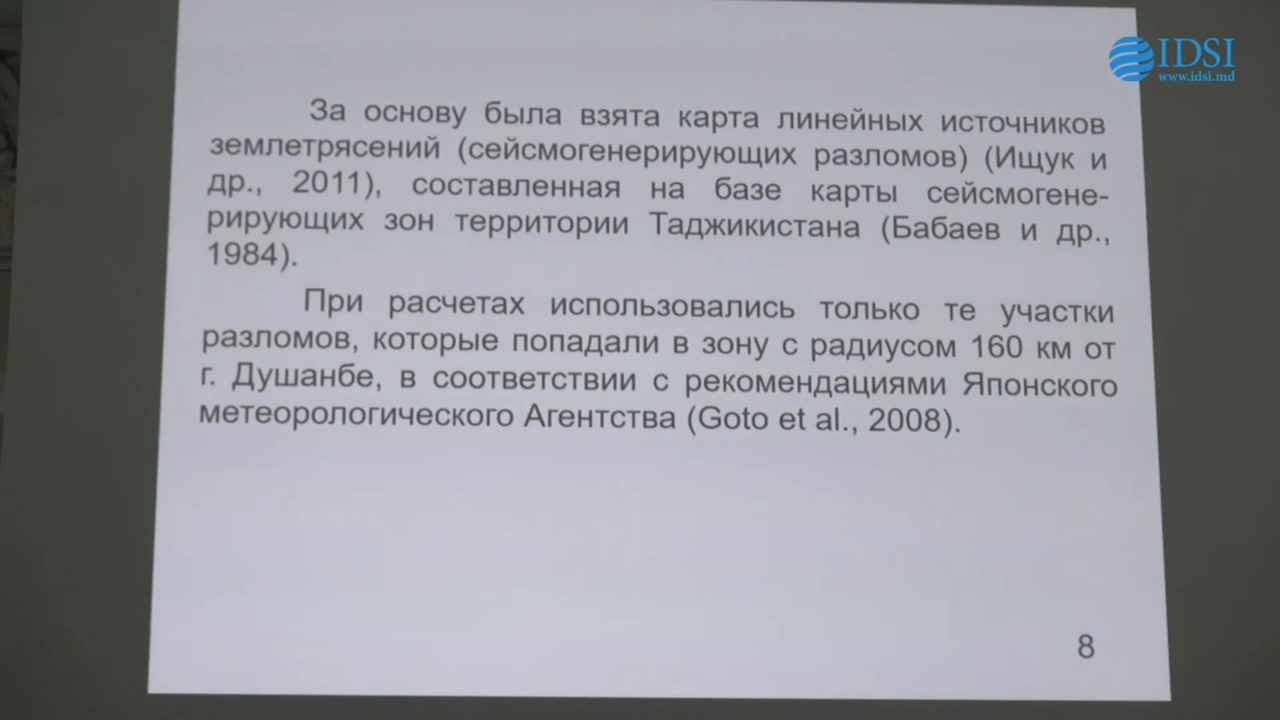 IDSI
www.idsi.md
За основу была взята карта линейных источников
землетрясений (сейсмогенерирующих разломов) (Ищук и
др., 2011), составленная на базе карты сейсмогене-
рирующих зон территории Таджикистана (Бабаев и др.,
1984).
При расчетах использовались только те участки
разломов, которые попадали в зону с радиусом 160 км от
г. Душанбе, в соответствии с рекомендациями Японского
метеорологического Агентства (Goto et al., 2008).
8